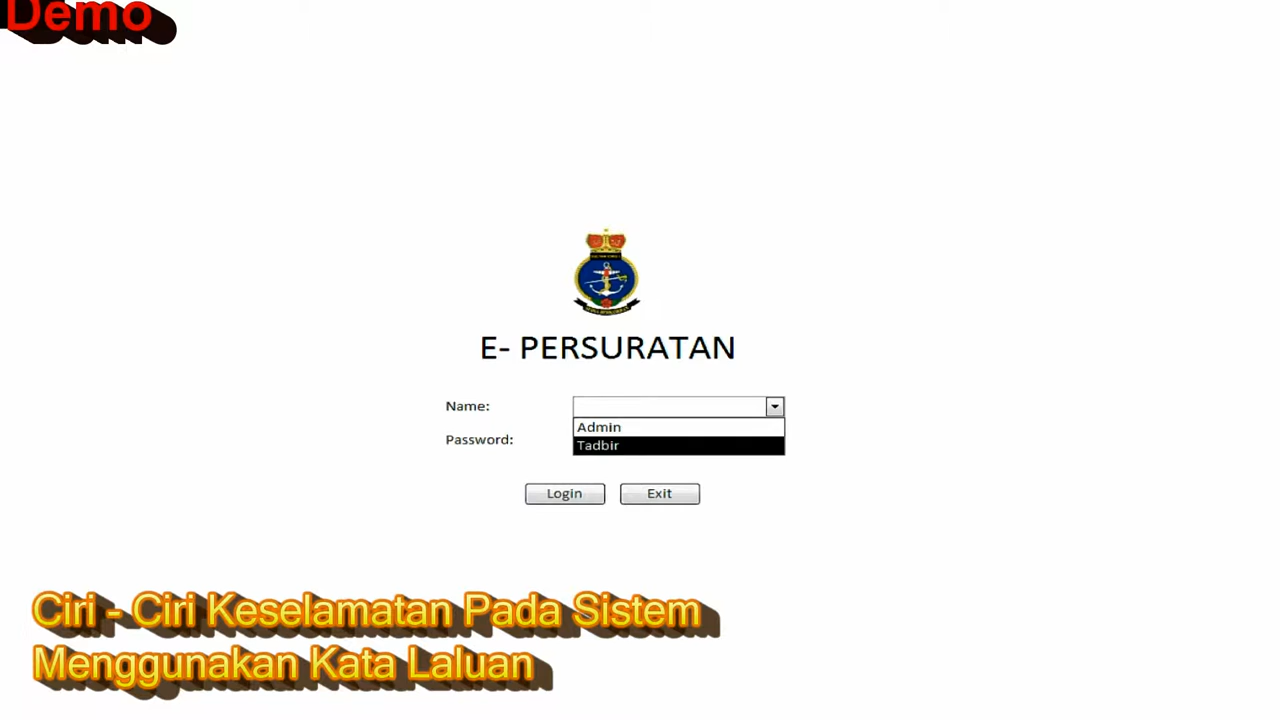 Demo
E- PERSURATAN
Name:
Admin
Password:
Tadbir
Login
Exit
Ciri - Ciri Keselamatan Pada Sistem
Menggunakan Kata Laluan